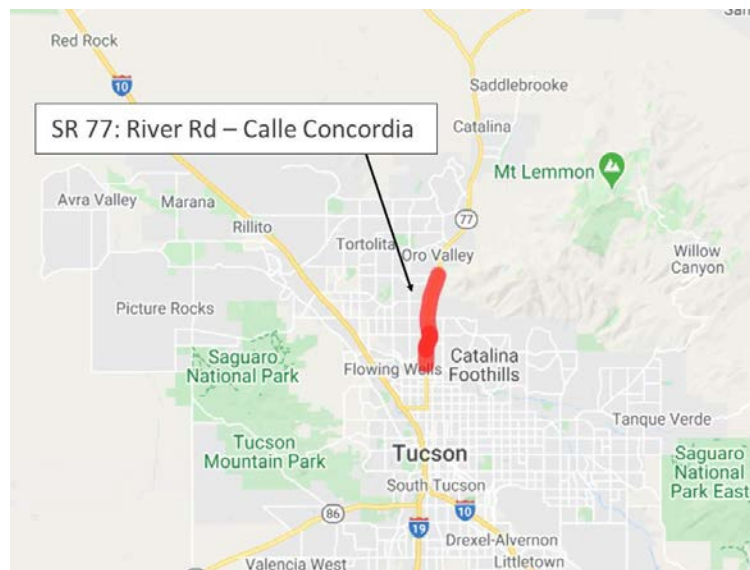 Red Rock
10
Saddlebrooke
SR 77: River Rd – Calle Concordia
Catalina
Mt Lemmon
Avra Valley
Marana
77
Rillito
Tortolita
Oro Valley
Willow
Canyon
Picture Rocks
Saguaro
National Park
Flowing Wells
Catalina
Foothills
Tanque Verde
Tucson
Mountain Park
Tucson
Saguaro
National
Park East
South Tucson
86
10
19
Drexel-Alvernon
Valencia West
Littletown